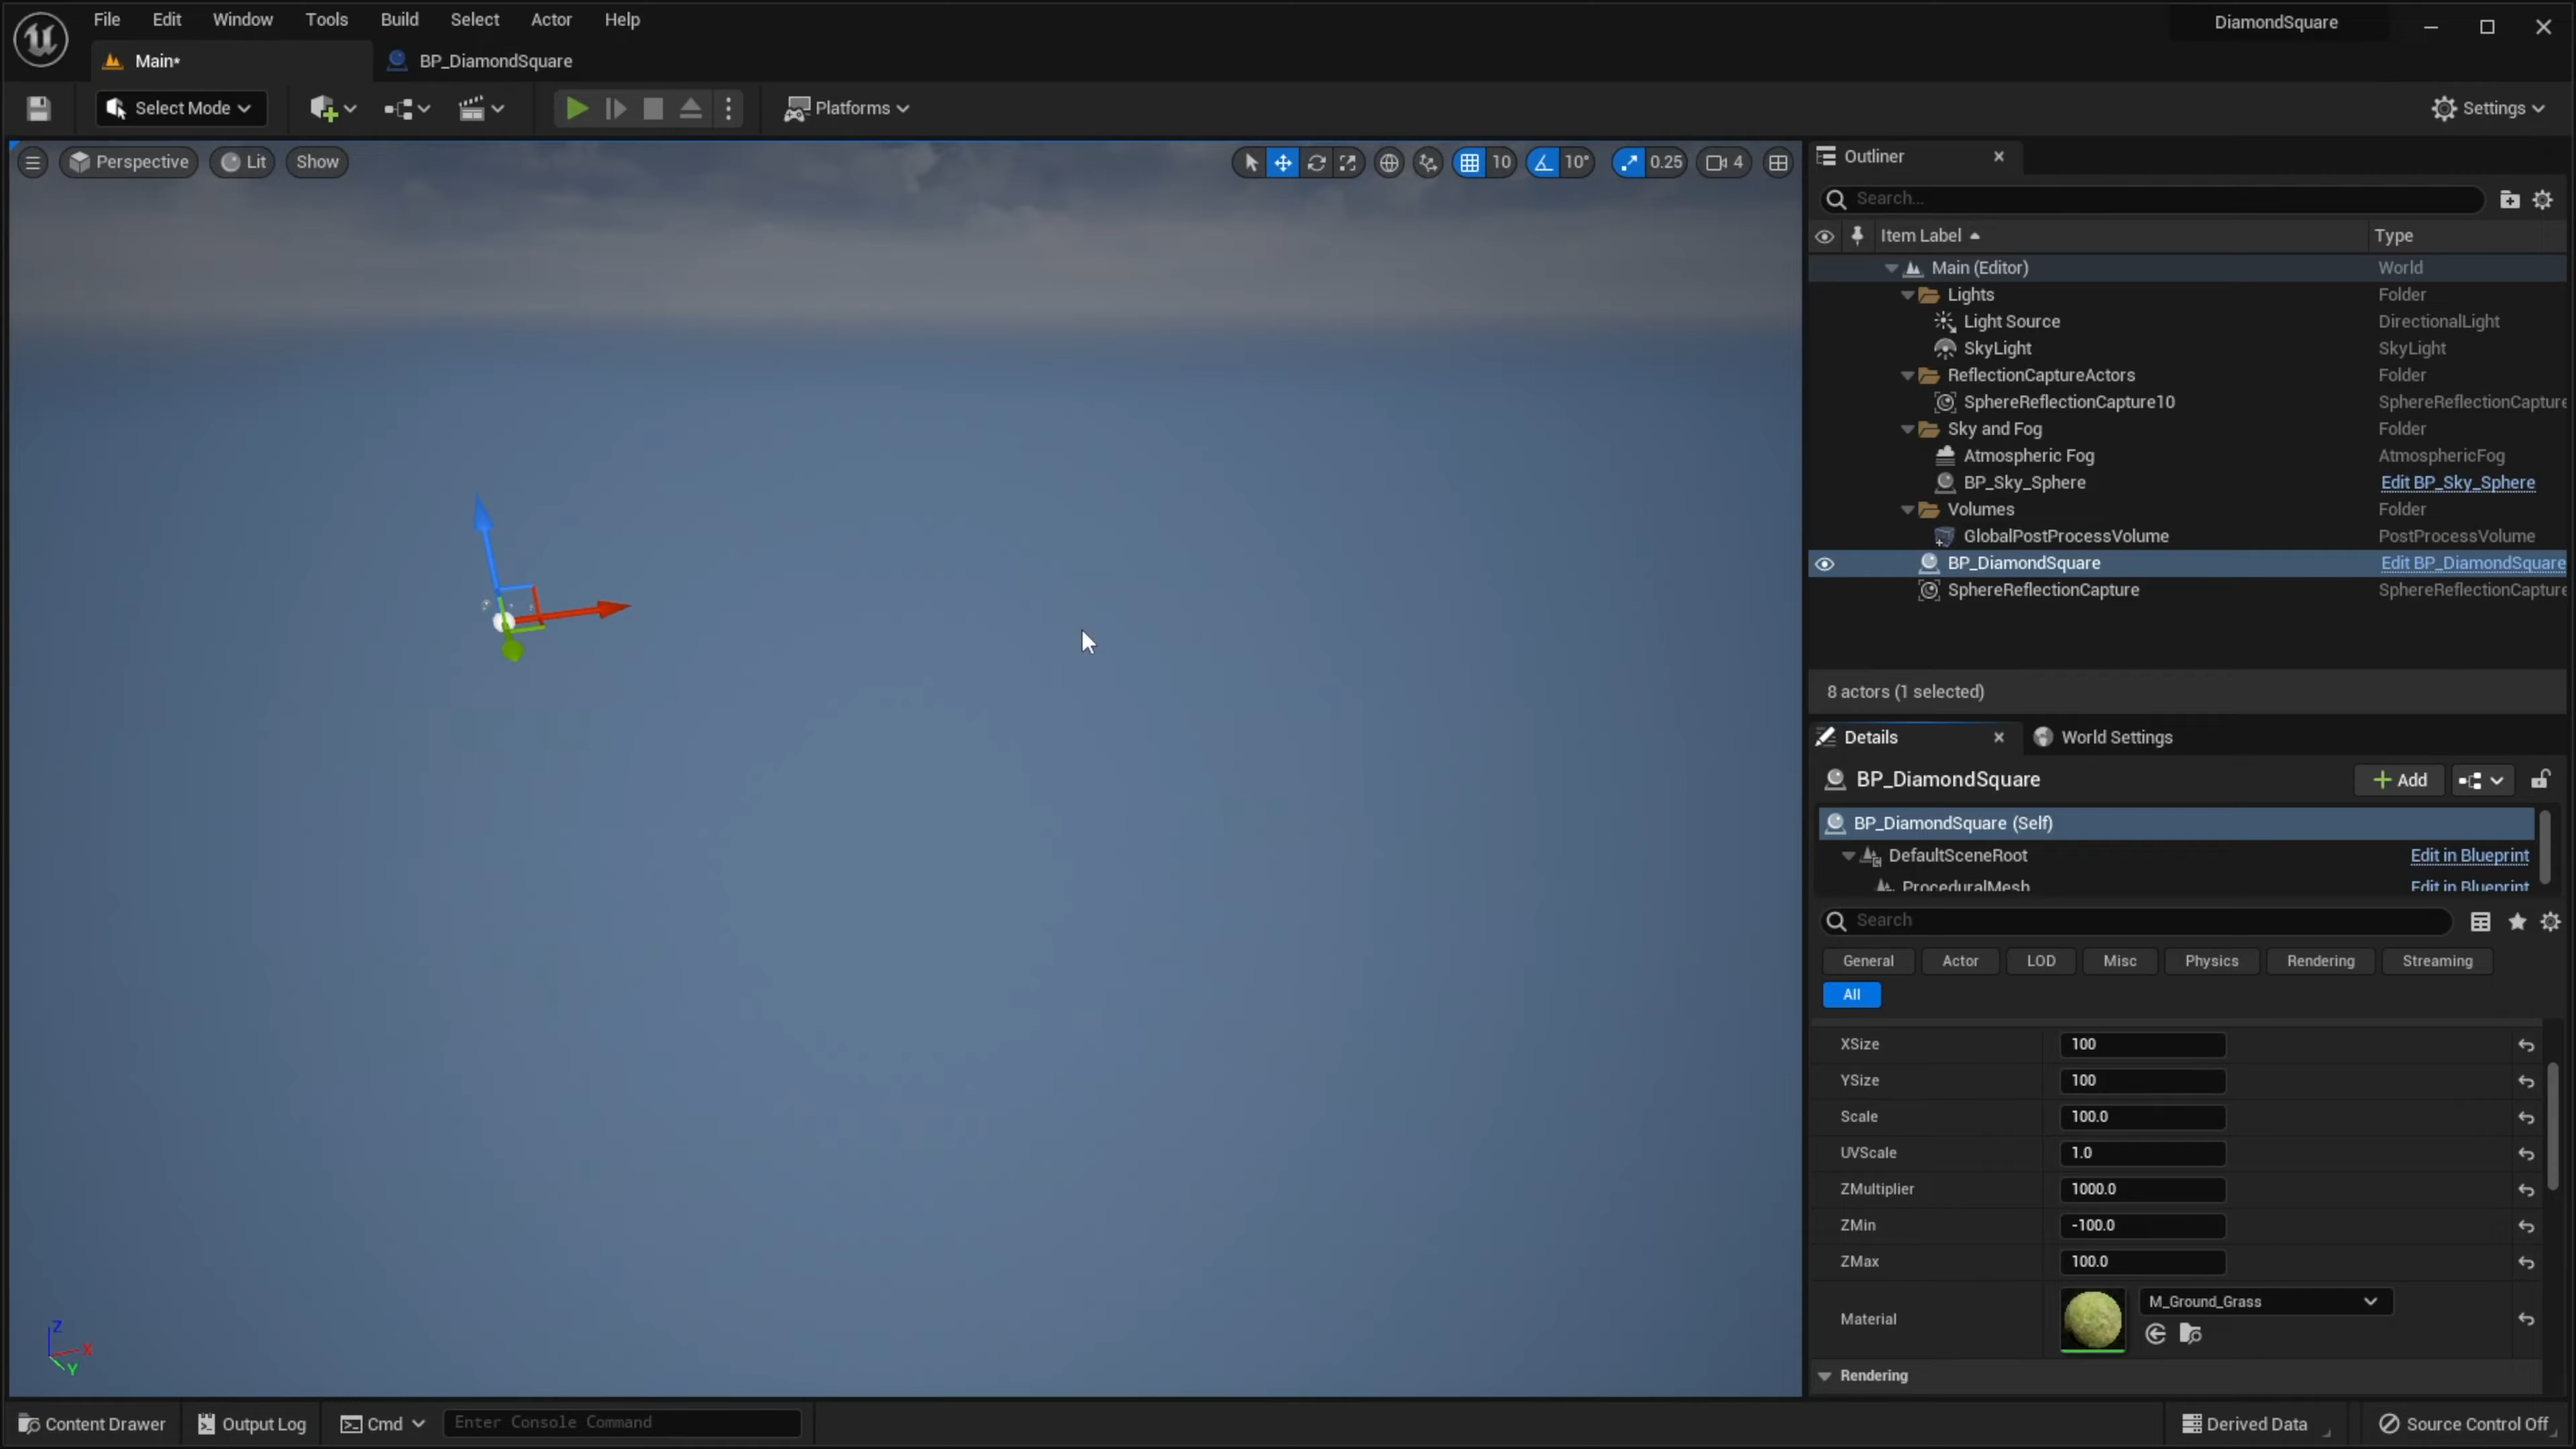 File Edit Window Tools Build Select Actor Help
DiamondSquare
Main*
BP_DiamondSquare
Select Mode
Platforms
Settings
Perspective
Lit
Show
10
10°
0.25
4
Outliner
Search...
Item Label
Type
Main (Editor)
World
Lights
Folder
Light Source
DirectionalLight
SkyLight
SkyLight
ReflectionCaptureActors
Folder
SphereReflectionCapture10
SphereReflectionCapture
Sky and Fog
Folder
Atmospheric Fog
AtmosphericFog
BP_Sky_Sphere
Edit BP_Sky_Sphere
Volumes
Folder
GlobalPostProcessVolume
PostProcessVolume
BP_DiamondSquare
Edit BP_DiamondSquare
SphereReflectionCapture
SphereReflectionCapture
8 actors (1 selected)
Details
World Settings
BP_DiamondSquare
Add
BP_DiamondSquare (Self)
DefaultSceneRoot
Edit in Blueprint
ProceduralMesh
Edit in Blueprint
Search
General
Actor
LOD
Misc
Physics
Rendering
Streaming
All
XSize
100
YSize
100
Scale
100.0
UVScale
1.0
ZMultiplier
1000.0
ZMin
-100.0
ZMax
100.0
Material
M_Ground_Grass
Rendering
Z
X
Y
Content Drawer
Output Log
Cmd
Enter Console Command
Derived Data
Source Control Off